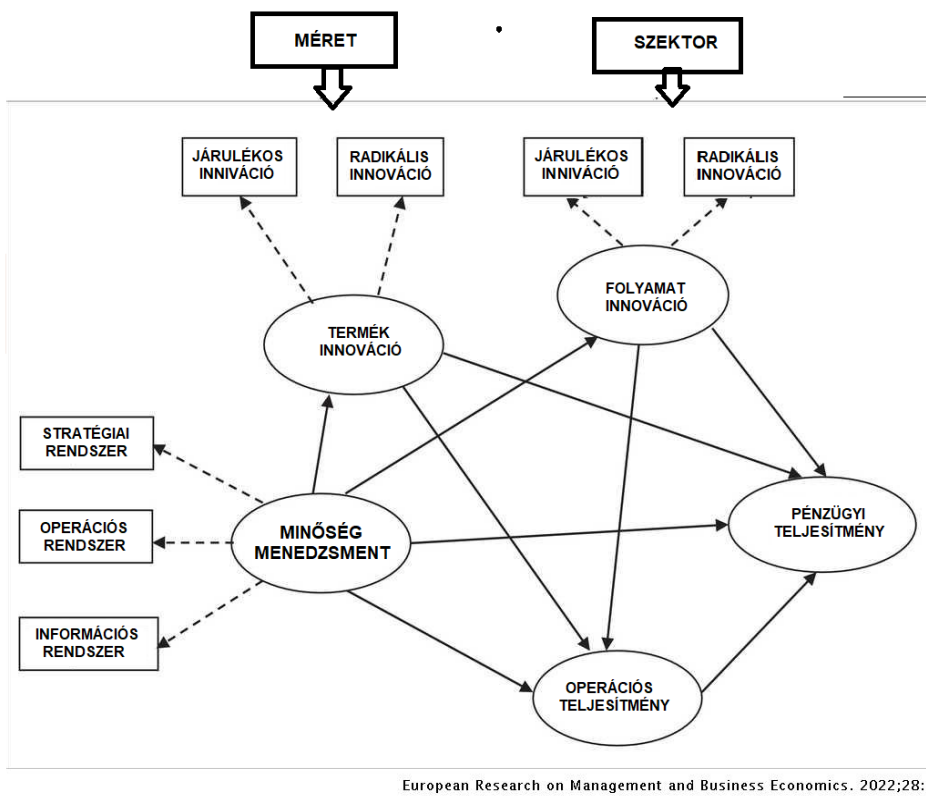 MÉRET
SZEKTOR
JÁRULÉKOS
INNIVÁCIÓ
RADIKÁLIS
INNOVÁCIÓ
JÁRULÉKOS
INNIVÁCIÓ
RADIKÁLIS
INNOVÁCIÓ
FOLYAMAT
INNOVÁCIÓ
TERMÉK
INNOVÁCIÓ
STRATÉGIAI
RENDSZER
OPERÁCIÓS
RENDSZER
INFORMÁCIÓS
RENDSZER
MINŐSÉG
MENEDZSMENT
PÉNZÜGYI
TELJESÍTMÉNY
OPERÁCIÓS
TELJESÍTMÉNY
European Research on Management and Business Economics. 2022;28: